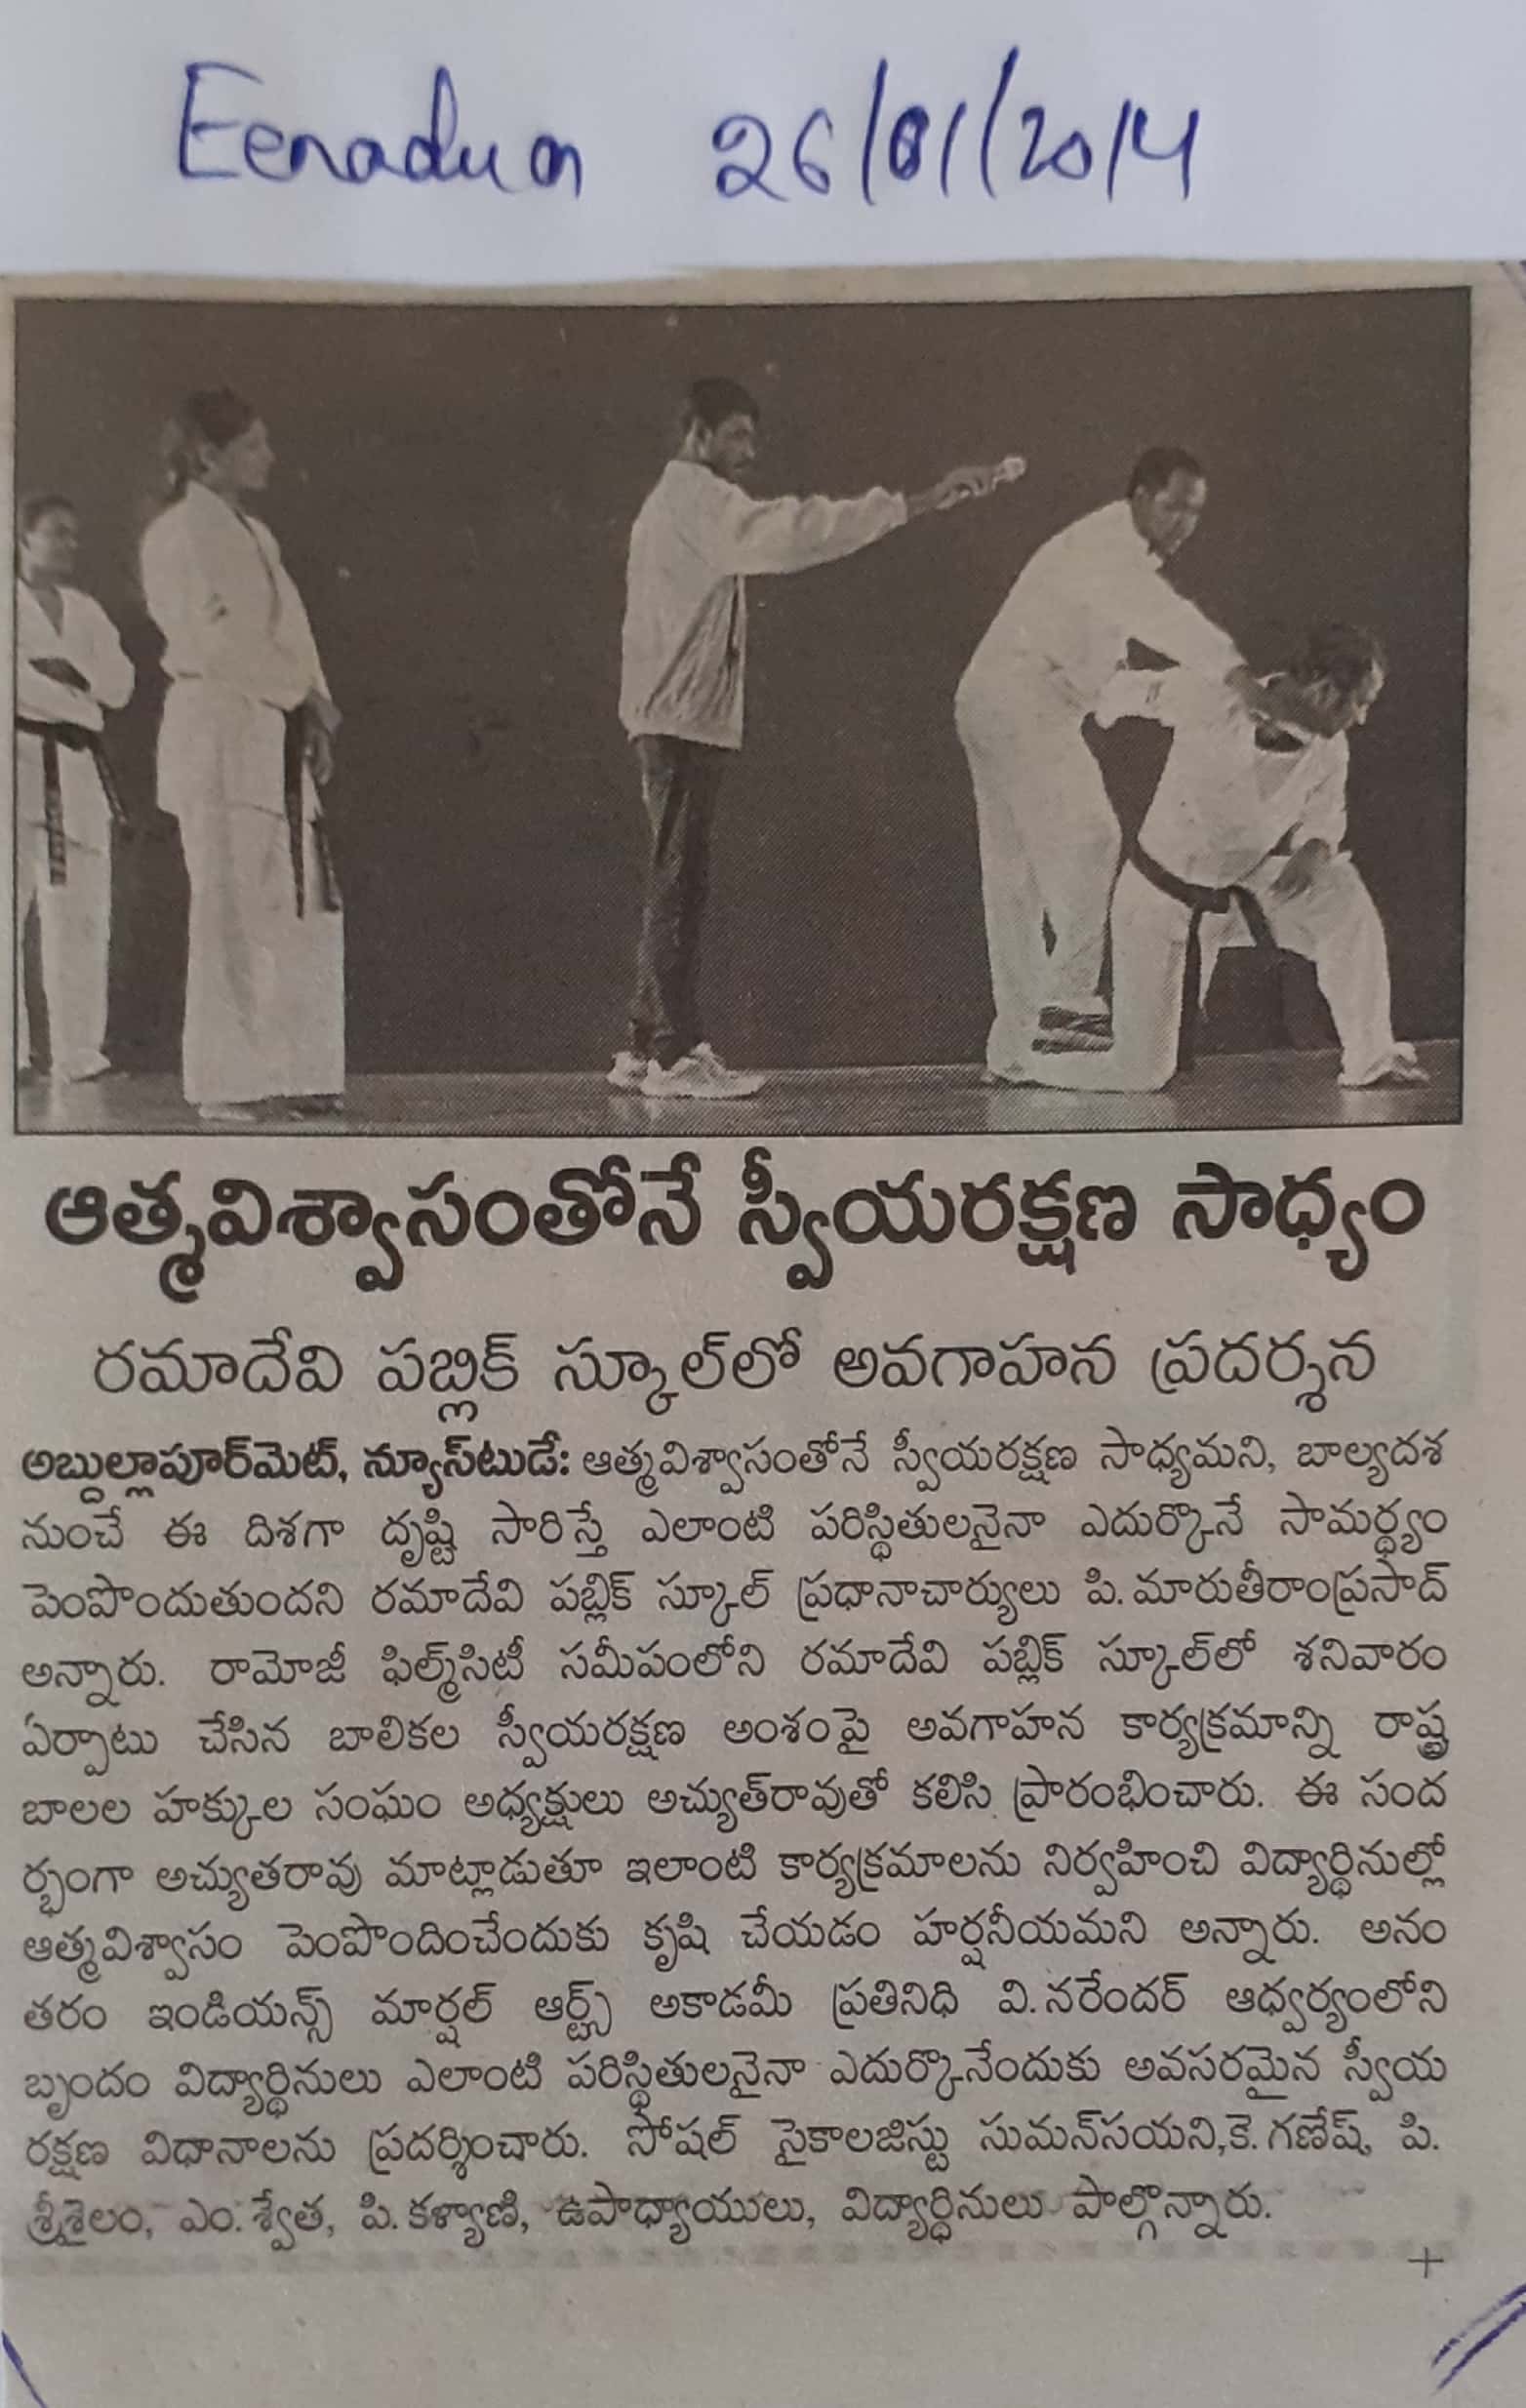 Eenadu 26/01/2014
ఆత్మవిశ్వాసంతోనే స్వీయరక్షణ సాధ్యం
రమాదేవి పబ్లిక్ స్కూల్‌లో అవగాహన ప్రదర్శన
అబ్దుల్లాపూర్‌మెట్, న్యూస్‌టుడే: ఆత్మవిశ్వాసంతోనే స్వీయరక్షణ సాధ్యమని, బాల్యదశ
నుంచే ఈ దిశగా దృష్టి సారిస్తే ఎలాంటి పరిస్థితులనైనా ఎదుర్కొనే సామర్థ్యం
పెంపొందుతుందని రమాదేవి పబ్లిక్ స్కూల్ ప్రధానాచార్యులు పి. మారుతీరాంప్రసాద్
అన్నారు. రామోజీ ఫిల్మ్‌సిటీ సమీపంలోని రమాదేవి పబ్లిక్ స్కూల్‌లో శనివారం
ఏర్పాటు చేసిన బాలికల స్వీయరక్షణ అంశంపై అవగాహన కార్యక్రమాన్ని రాష్ట్ర
బాలల హక్కుల సంఘం అధ్యక్షులు అచ్యుత్‌రావుతో కలిసి ప్రారంభించారు. ఈ సంద
ర్భంగా అచ్యుతరావు మాట్లాడుతూ ఇలాంటి కార్యక్రమాలను నిర్వహించి విద్యార్థినుల్లో
ఆత్మవిశ్వాసం పెంపొందించేందుకు కృషి చేయడం హర్షనీయమని అన్నారు. అనం
తరం ఇండియన్స్ మార్షల్ ఆర్ట్స్ అకాడమీ ప్రతినిధి వి. నరేందర్ ఆధ్వర్యంలోని
బృందం విద్యార్థినులు ఎలాంటి పరిస్థితులనైనా ఎదుర్కొనేందుకు అవసరమైన స్వీయ
రక్షణ విధానాలను ప్రదర్శించారు. సోషల్ సైకాలజిస్టు సుమన్‌సయని,కె. గణేష్, పి.
శ్రీశైలం, ఎం. శ్వేత, పి. కళ్యాణి, ఉపాధ్యాయులు, విద్యార్థినులు పాల్గొన్నారు.